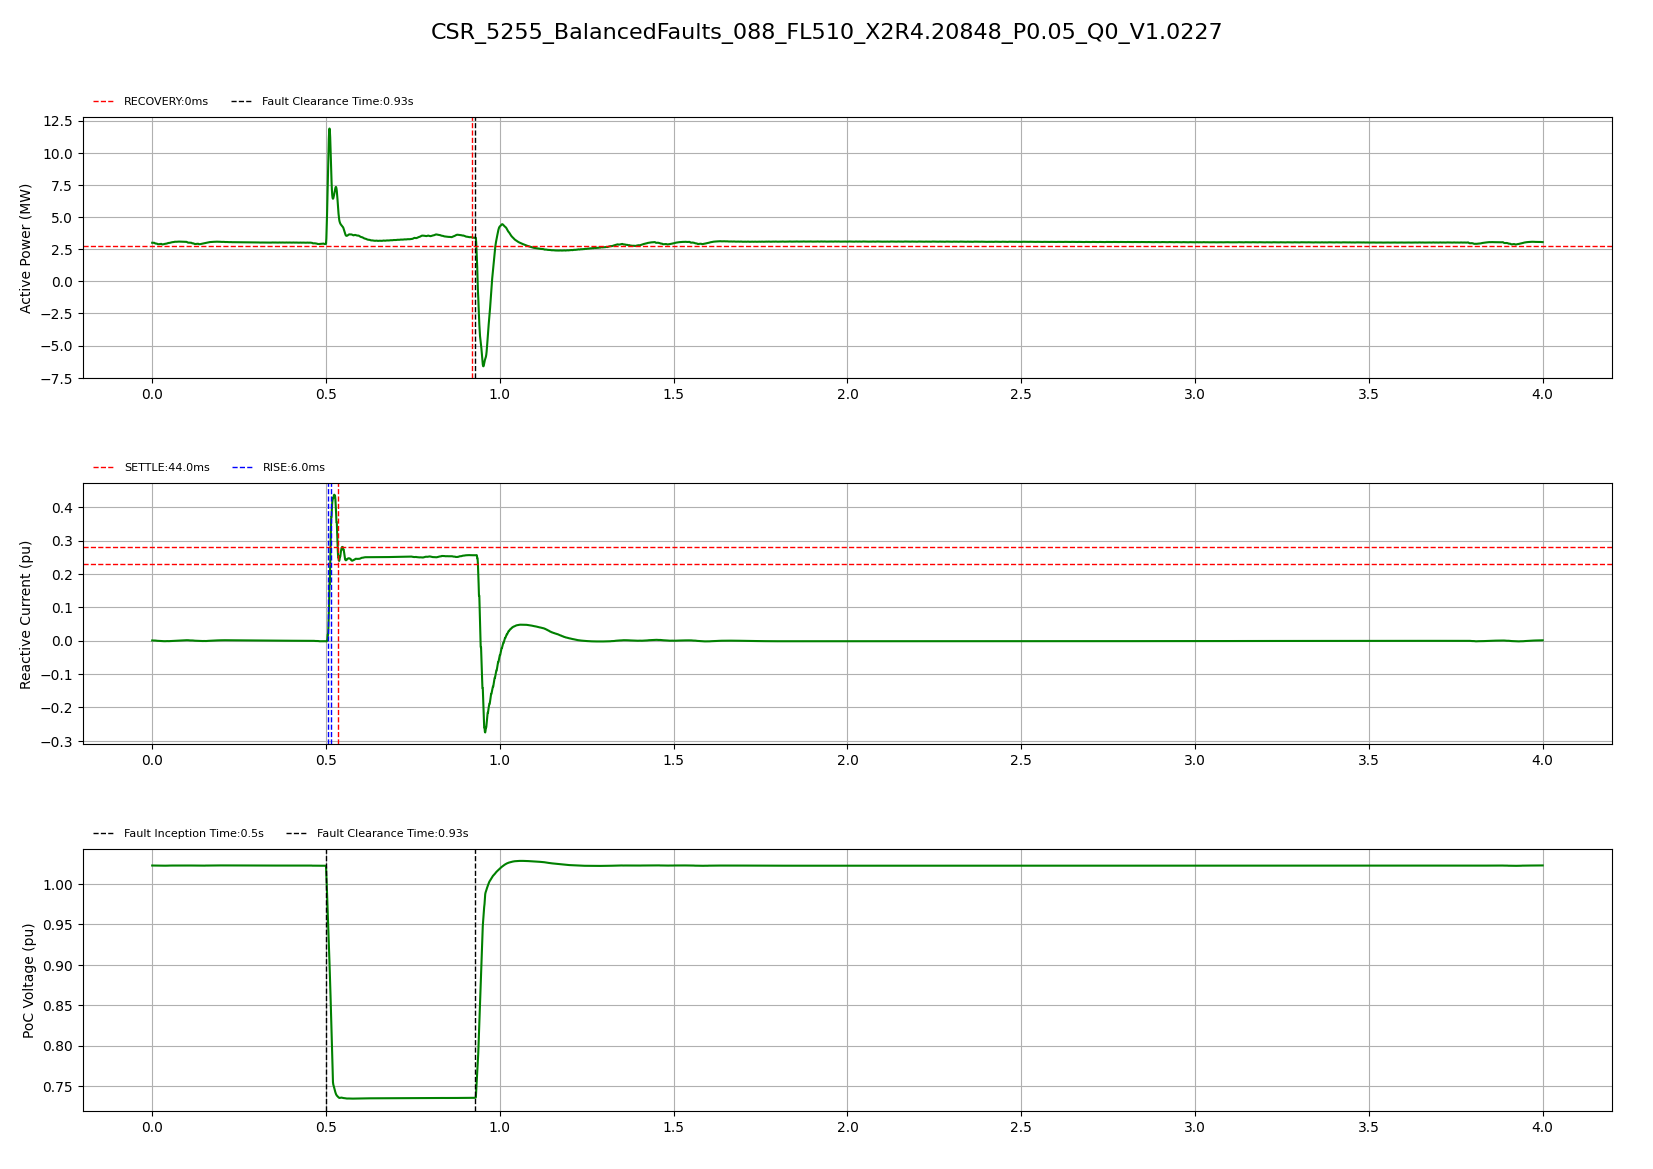 CSR_5255_BalancedFaults_088_FL510_X2R4.20848_P0.05_Q0_V1.0227
RECOVERY:0ms Fault Clearance Time:0.93s
12.5
10.0
7.5
5.0
2.5
0.0
−2.5
−5.0
−7.5
Active Power (MW)
0.0 0.5 1.0 1.5 2.0 2.5 3.0 3.5 4.0
SETTLE:44.0ms RISE:6.0ms
0.4
0.3
0.2
0.1
0.0
−0.1
−0.2
−0.3
Reactive Current (pu)
0.0 0.5 1.0 1.5 2.0 2.5 3.0 3.5 4.0
Fault Inception Time:0.5s Fault Clearance Time:0.93s
1.00
0.95
0.90
0.85
0.80
0.75
PoC Voltage (pu)
0.0 0.5 1.0 1.5 2.0 2.5 3.0 3.5 4.0